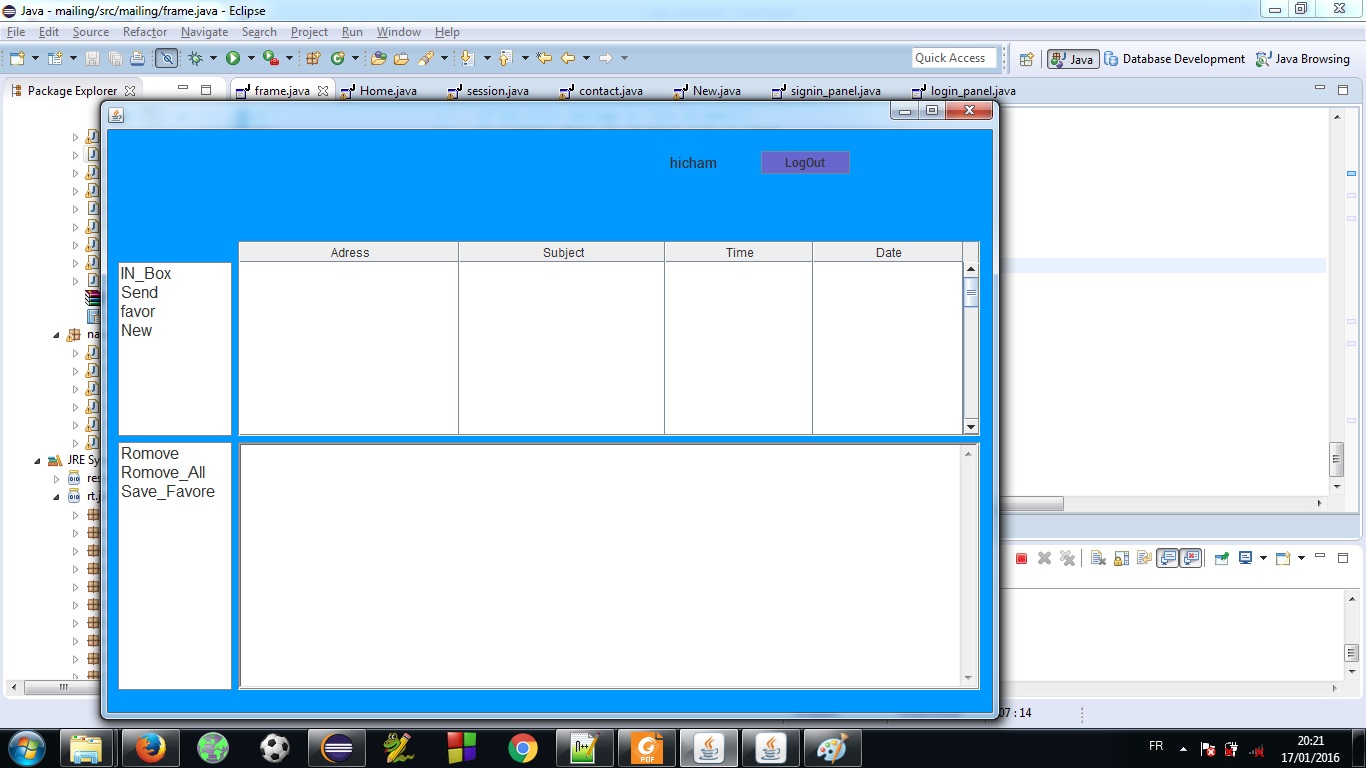 Java - mailing/src/mailing/frame.java - Eclipse
File Edit Source Refactor Navigate Search Project Run Window Help
Quick Access Java Database Development Java Browsing
Package Explorer frame.java Home.java session.java contact.java New.java signin_panel.java login_panel.java
hicham LogOut
Adress Subject Time Date
IN_Box
Send
favor
New
na
Romove
Romove_All
Save_Favore
JRE Sy
res
rt.j
07 : 14
FR
20:21
17/01/2016
PDF